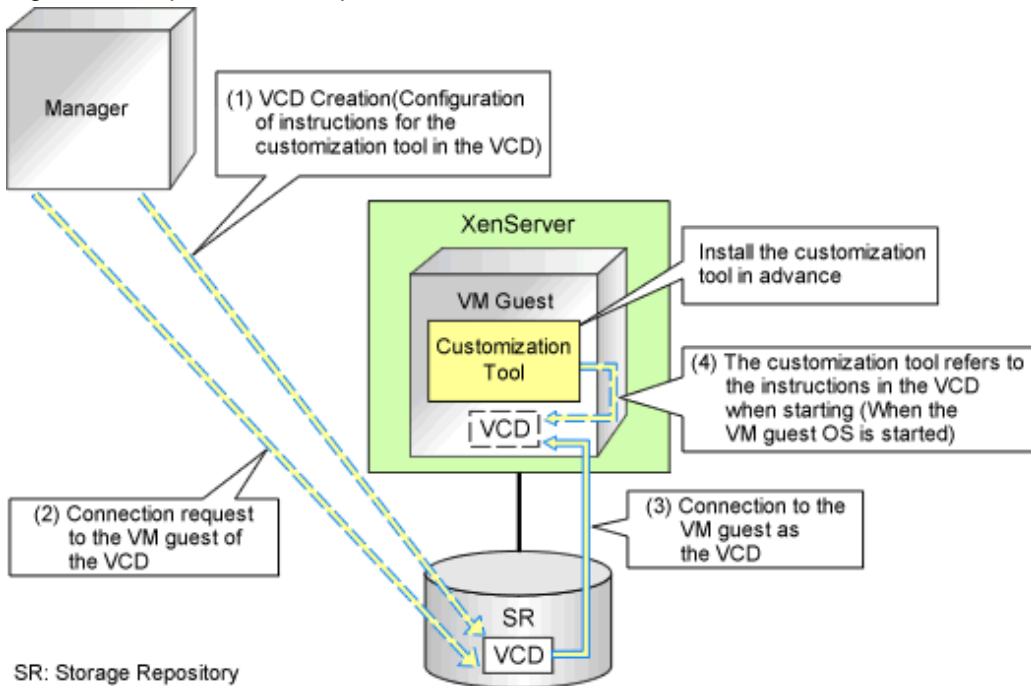 Manager
(1) VCD Creation(Configuration
of instructions for the
customization tool in the VCD)
XenServer
Install the customization
tool in advance
VM Guest
Customization
Tool
VCD
(4) The customization tool refers to
the instructions in the VCD
when starting (When the
VM guest OS is started)
(2) Connection request
to the VM guest of
the VCD
(3) Connection to the
VM guest as
the VCD
SR
VCD
SR: Storage Repository